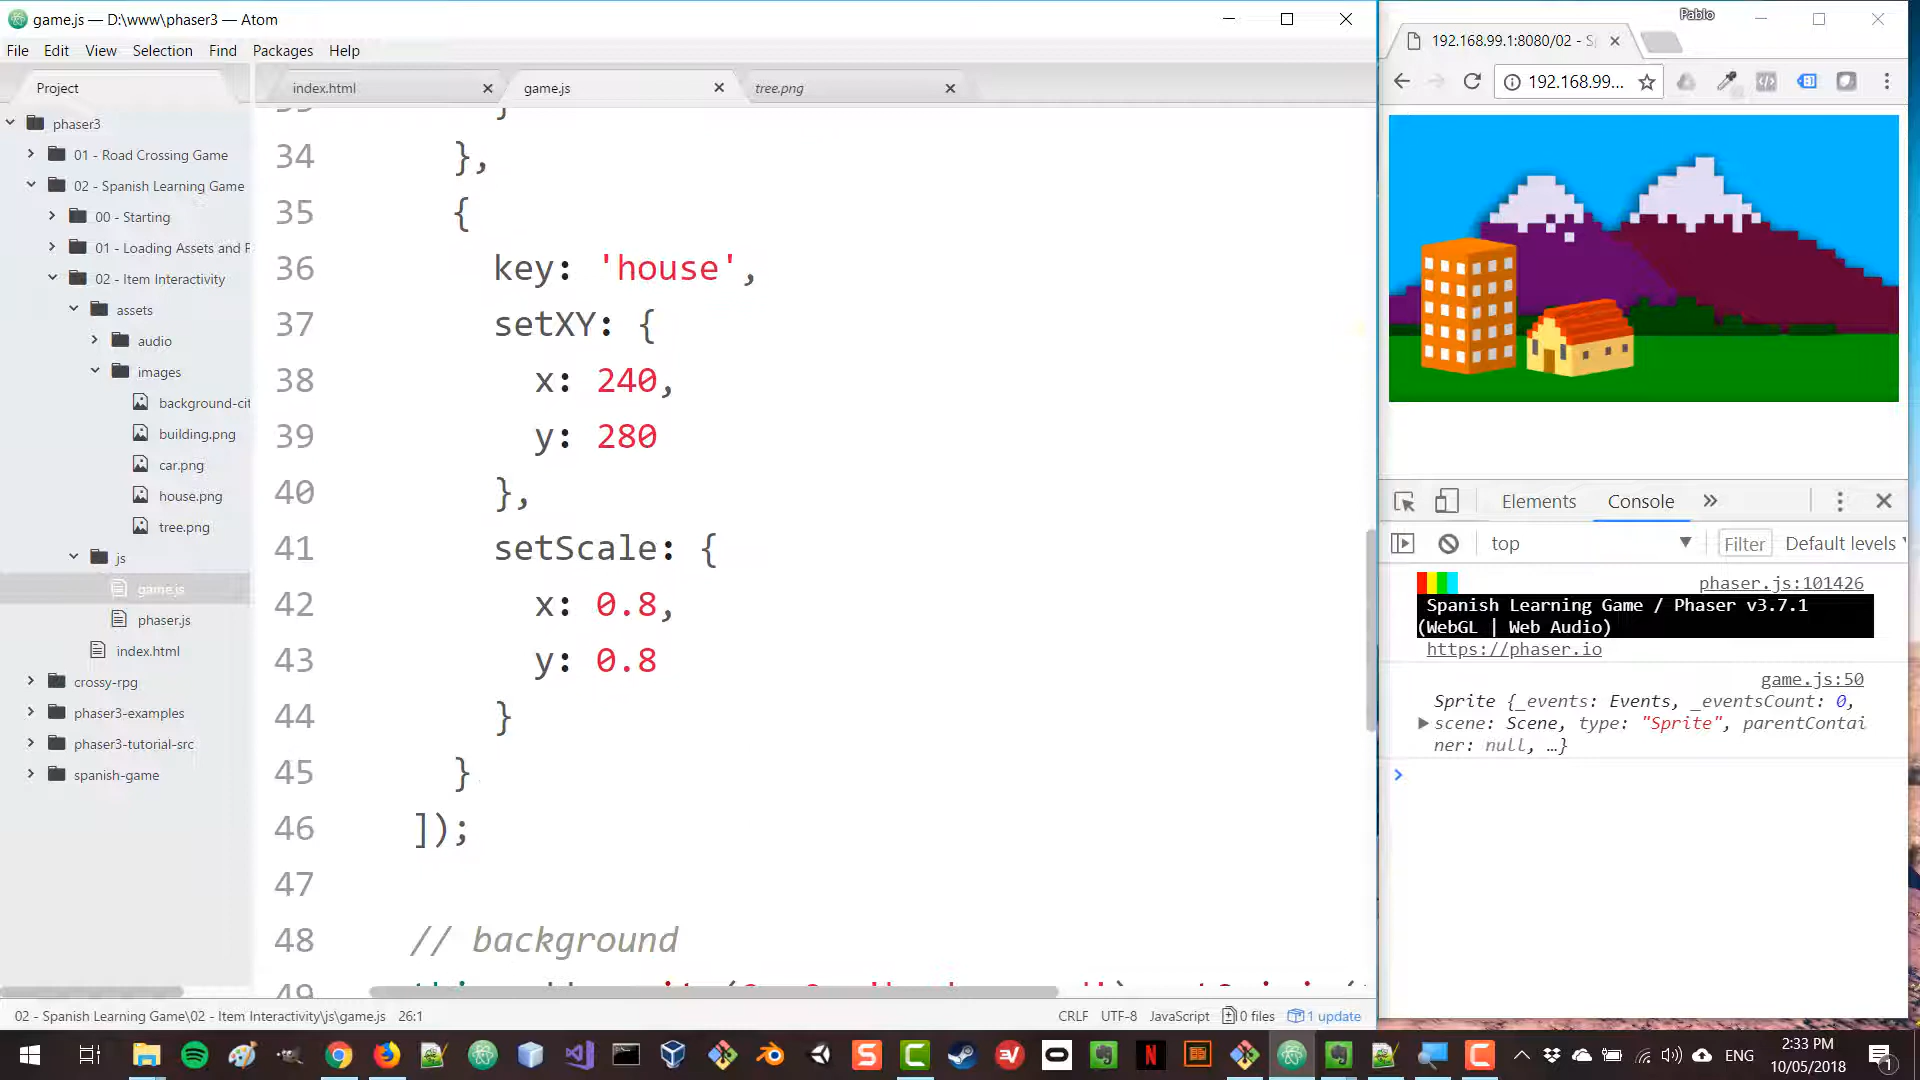 game.js — D:\www\phaser3 — Atom
File Edit View Selection Find Packages Help
Project
phaser3
01 - Road Crossing Game
02 - Spanish Learning Game
00 - Starting
01 - Loading Assets and
02 - Item Interactivity
assets
audio
images
background-cit
building.png
car.png
house.png
tree.png
js
game.js
phaser.js
index.html
crossy-rpg
phaser3-examples
phaser3-tutorial-src
spanish-game
index.html game.js tree.png
34 },
35 {
36 key: 'house',
37 setXY: {
38 x: 240,
39 y: 280
40 },
41 setScale: {
42 x: 0.8,
43 y: 0.8
44 }
45 }
46 ]);
47
48 // background
49
02 - Spanish Learning Game\02 - Item Interactivity\js\game.js 26:1
CRLF UTF-8 JavaScript 0 files 1 update
Pablo
192.168.99.1:8080/02 - S
192.168.99...
Elements Console »
top Filter Default levels
phaser.js:101426
Spanish Learning Game / Phaser v3.7.1
(WebGL | Web Audio)
https://phaser.io
game.js:50
Sprite {_events: Events, _eventsCount: 0,
scene: Scene, type: "Sprite", parentContai
ner: null, …}
ENG
2:33 PM
10/05/2018
1